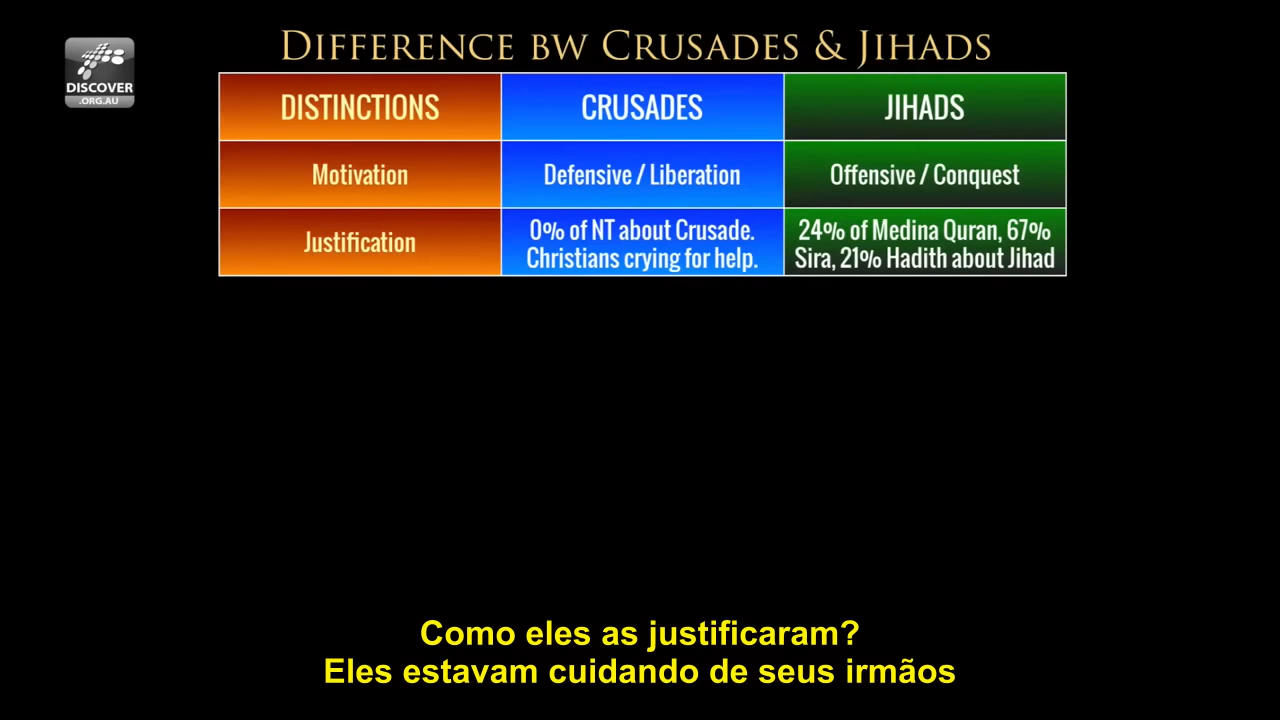 DIFFERENCE BW CRUSADES & JIHADS
DISCOVER
.ORG.AU
DISTINCTIONS
CRUSADES
JIHADS
Motivation
Defensive / Liberation
Offensive / Conquest
Justification
0% of NT about Crusade.
Christians crying for help.
24% of Medina Quran, 67%
Sira, 21% Hadith about Jihad
Como eles as justificaram?
Eles estavam cuidando de seus irmãos